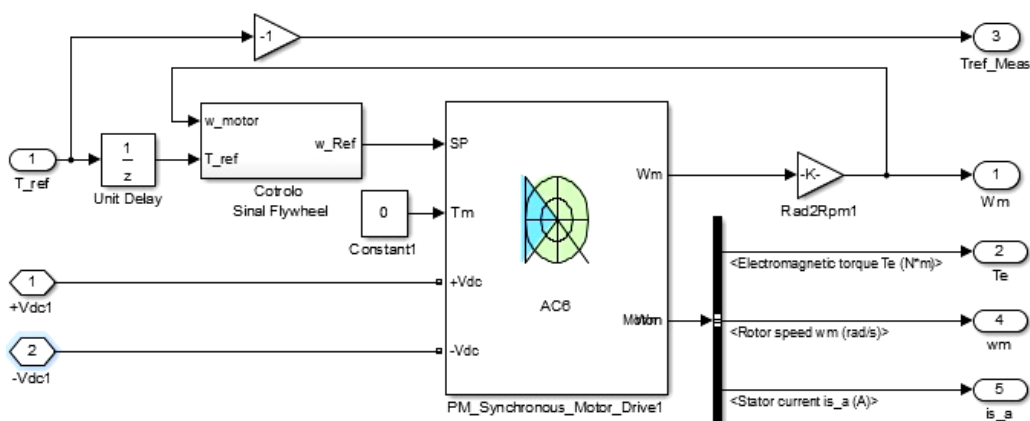 -1
3
Tref_Meas
w_motor
T_ref
w_Ref
Cotrolo
Sinal Flywheel
1
T_ref
1
z
Unit Delay
SP
Tm
+Vdc
-Vdc
0
Constant1
AC6
Wm
Motor
Wm
PM_Synchronous_Motor_Drive1
-K-
Rad2Rpm1
1
Wm
1
+Vdc1
2
-Vdc1
<Electromagnetic torque Te (N*m)>
2
Te
<Rotor speed wm (rad/s)>
4
wm
<Stator current is_a (A)>
5
is_a